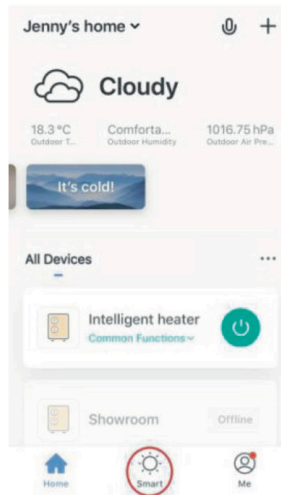 Jenny's home
Cloudy
18.3 °C Comforta... 1016.75 hPa
Outdoor T... Outdoor Humidity Outdoor Air Pre...
It's cold!
All Devices ...
Intelligent heater
Common Functions
Showroom Offline
Home Smart Me